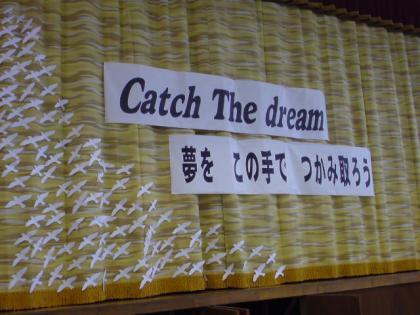 Catch The dream
夢を この手で つかみ取ろう